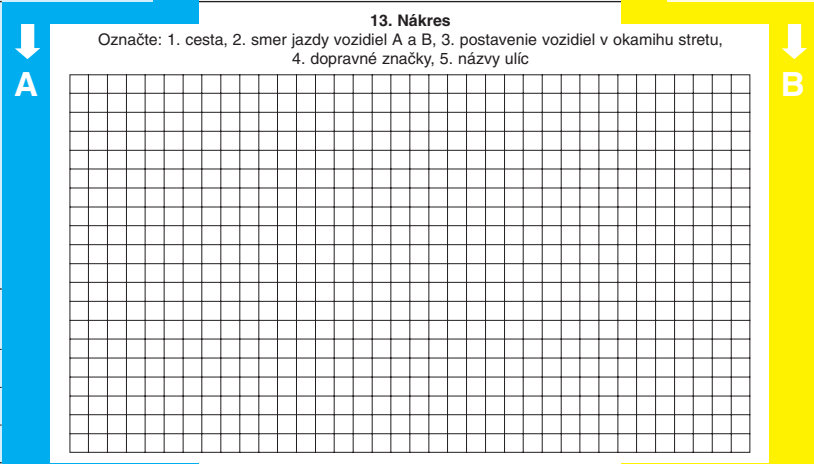 13. Nákres
Označte: 1. cesta, 2. smer jazdy vozidiel A a B, 3. postavenie vozidiel v okamihu stretu,
4. dopravné značky, 5. názvy ulíc
A
B